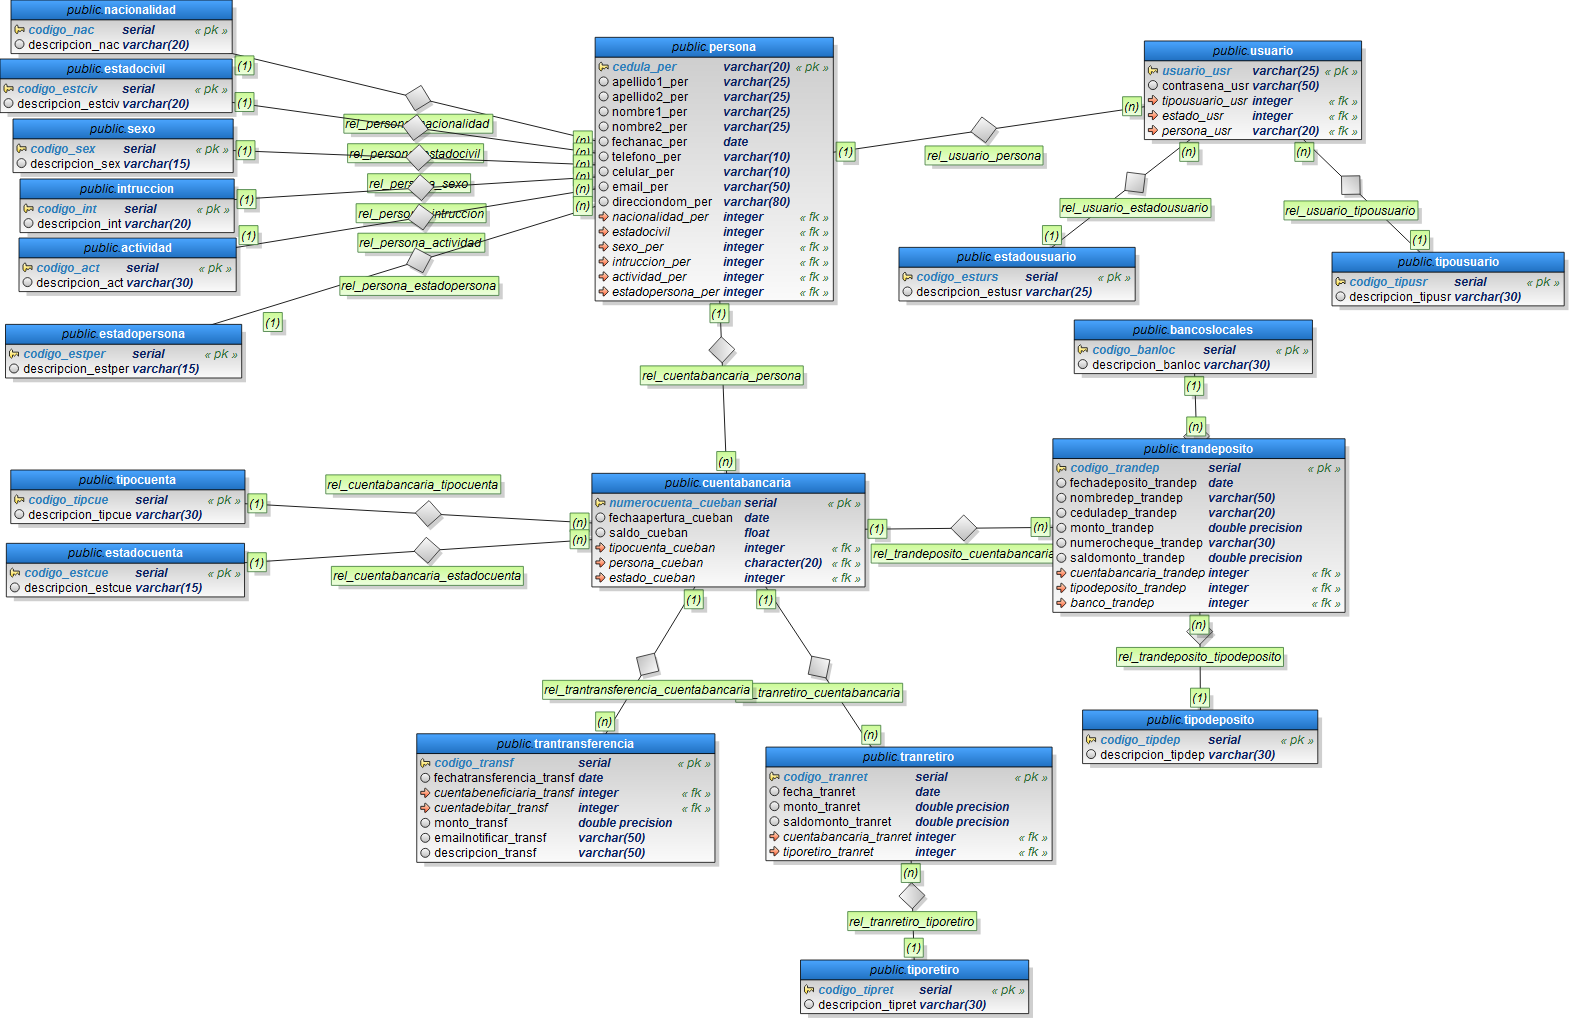 public.nacionalidad
codigo_nac serial « pk »
descripcion_nac varchar(20)
(1)
public.estadocivil
codigo_estciv serial « pk »
descripcion_estciv varchar(20)
(1)
public.sexo
codigo_sex serial « pk »
descripcion_sex varchar(15)
(1)
public.intruccion
codigo_int serial « pk »
descripcion_int varchar(20)
(1)
public.actividad
codigo_act serial « pk »
descripcion_act varchar(30)
(1)
public.estadopersona
codigo_estper serial « pk »
descripcion_estper varchar(15)
(1)
rel_persona_nacionalidad
rel_persona_estadocivil
rel_persona_sexo
rel_persona_intruccion
rel_persona_actividad
rel_persona_estadopersona
(n)
(n)
(n)
(n)
(n)
(n)
public.persona
cedula_per varchar(20) « pk »
apellido1_per varchar(25)
apellido2_per varchar(25)
nombre1_per varchar(25)
nombre2_per varchar(25)
fechanac_per date
telefono_per varchar(10)
celular_per varchar(10)
email_per varchar(50)
direcciondom_per varchar(80)
nacionalidad_per integer « fk »
estadocivil integer « fk »
sexo_per integer « fk »
intruccion_per integer « fk »
actividad_per integer « fk »
estadopersona_per integer « fk »
(1)
rel_usuario_persona
(n)
public.usuario
usuario_usr varchar(25) « pk »
contrasena_usr varchar(50)
tipousuario_usr integer « fk »
estado_usr integer « fk »
persona_usr varchar(20) « fk »
(n)
(n)
rel_usuario_estadousuario
rel_usuario_tipousuario
(1)
(1)
public.estadousuario
codigo_esturs serial « pk »
descripcion_estusr varchar(25)
public.tipousuario
codigo_tipusr serial « pk »
descripcion_tipusr varchar(30)
(1)
rel_cuentabancaria_persona
(n)
public.bancoslocales
codigo_banloc serial « pk »
descripcion_banloc varchar(30)
(1)
(n)
public.tipocuenta
codigo_tipcue serial « pk »
descripcion_tipcue varchar(30)
(1)
rel_cuentabancaria_tipocuenta
(n)
public.estadocuenta
codigo_estcue serial « pk »
descripcion_estcue varchar(15)
(1)
rel_cuentabancaria_estadocuenta
(n)
public.cuentabancaria
numerocuenta_cueban serial « pk »
fechaapertura_cueban date
saldo_cueban float
tipocuenta_cueban integer « fk »
persona_cueban character(20) « fk »
estado_cueban integer « fk »
(1)
rel_trandeposito_cuentabancaria
(n)
public.trandeposito
codigo_trandep serial « pk »
fechadeposito_trandep date
nombredep_trandep varchar(50)
ceduladep_trandep varchar(20)
monto_trandep double precision
numerocheque_trandep varchar(30)
saldomonto_trandep double precision
cuentabancaria_trandep integer « fk »
tipodeposito_trandep integer « fk »
banco_trandep integer « fk »
(n)
rel_trandeposito_tipodeposito
(1)
public.tipodeposito
codigo_tipdep serial « pk »
descripcion_tipdep varchar(30)
(1)
(1)
rel_trantransferencia_cuentabancaria
tranretiro_cuentabancaria
(n)
(n)
public.trantransferencia
codigo_transf serial « pk »
fechatransferencia_transf date
cuentabeneficiaria_transf integer « fk »
cuentadebitar_transf integer « fk »
monto_transf double precision
emailnotificar_transf varchar(50)
descripcion_transf varchar(50)
public.tranretiro
codigo_tranret serial « pk »
fecha_tranret date
monto_tranret double precision
saldomonto_tranret double precision
cuentabancaria_tranret integer « fk »
tiporetiro_tranret integer « fk »
(n)
rel_tranretiro_tiporetiro
(1)
public.tiporetiro
codigo_tipret serial « pk »
descripcion_tipret varchar(30)